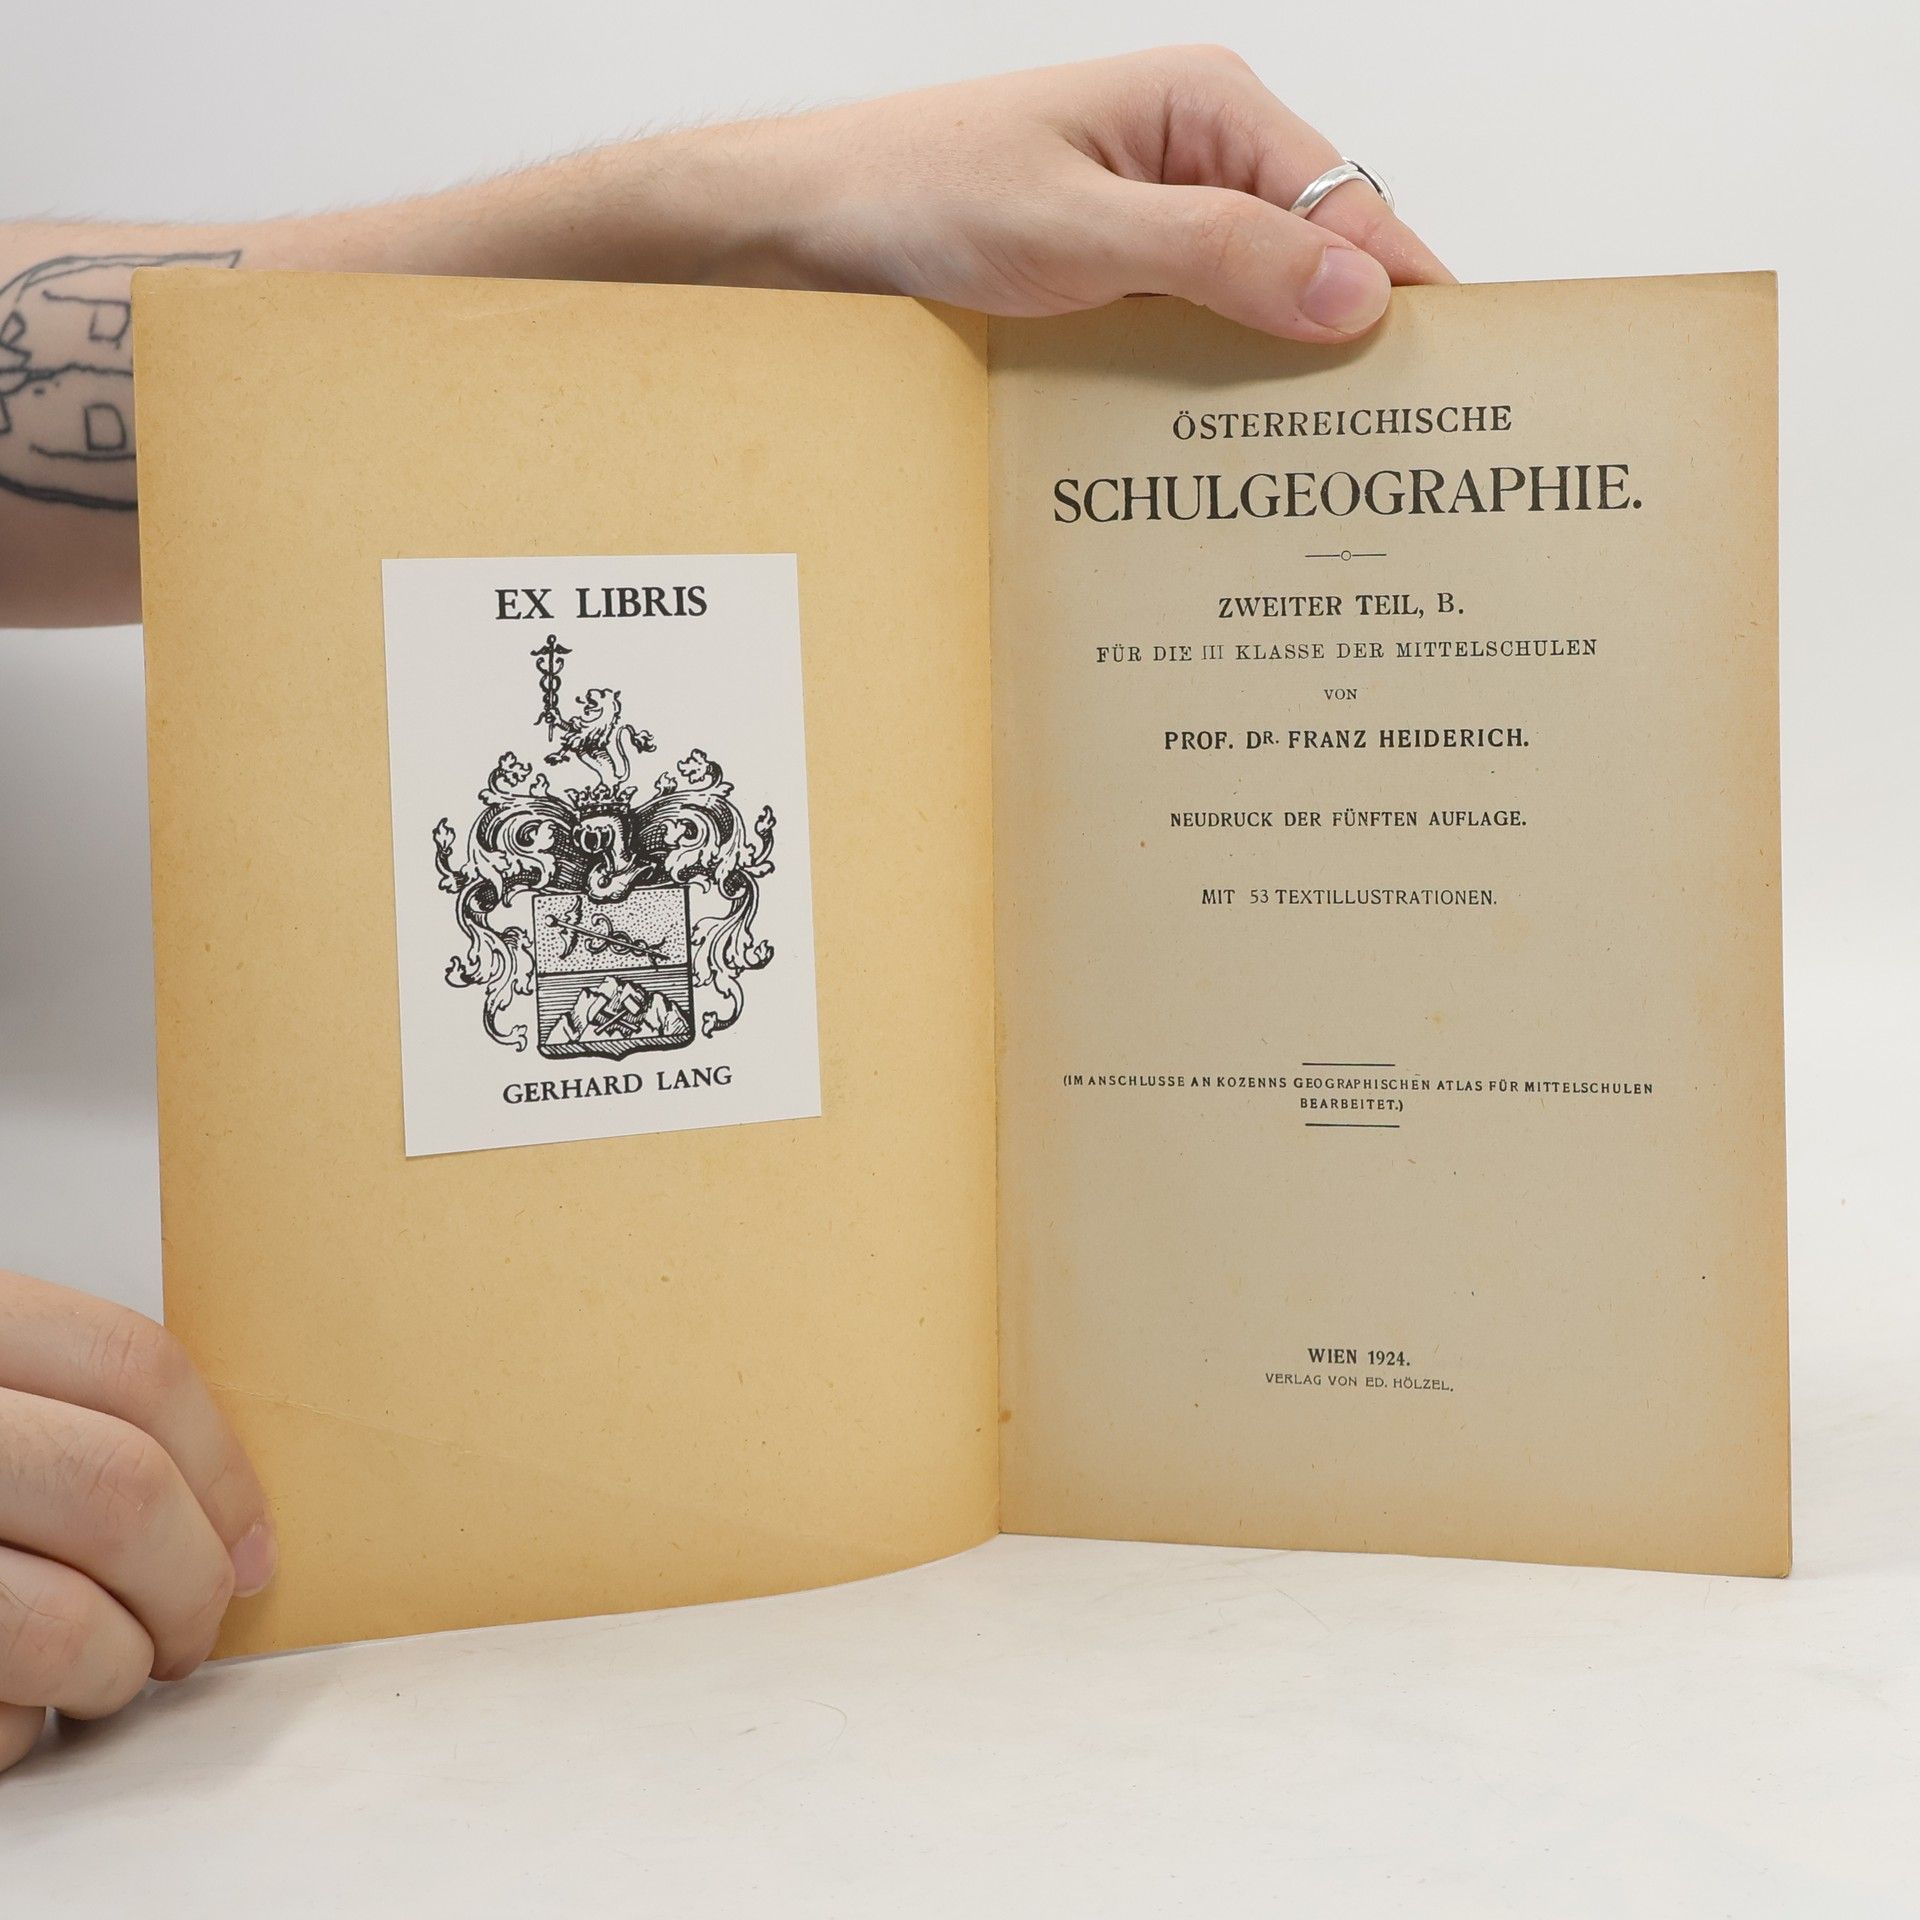 EX LIBRIS
GERHARD LANG
ÖSTERREICHISCHE
SCHULGEOGRAPHIE.
ZWEITER TEIL, B.
FÜR DIE III KLASSE DER MITTELSCHULEN
VON
PROF. DR. FRANZ HEIDERICH.
NEUDRUCK DER FÜNFTEN AUFLAGE.
MIT 53 TEXTILLUSTRATIONEN.
(IM ANSCHLUSSE AN KOZENNS GEOGRAPHISCHEN ATLAS FÜR MITTELSCHULEN
BEARBEITET.)
WIEN 1924.
VERLAG VON ED. HÖLZEL.